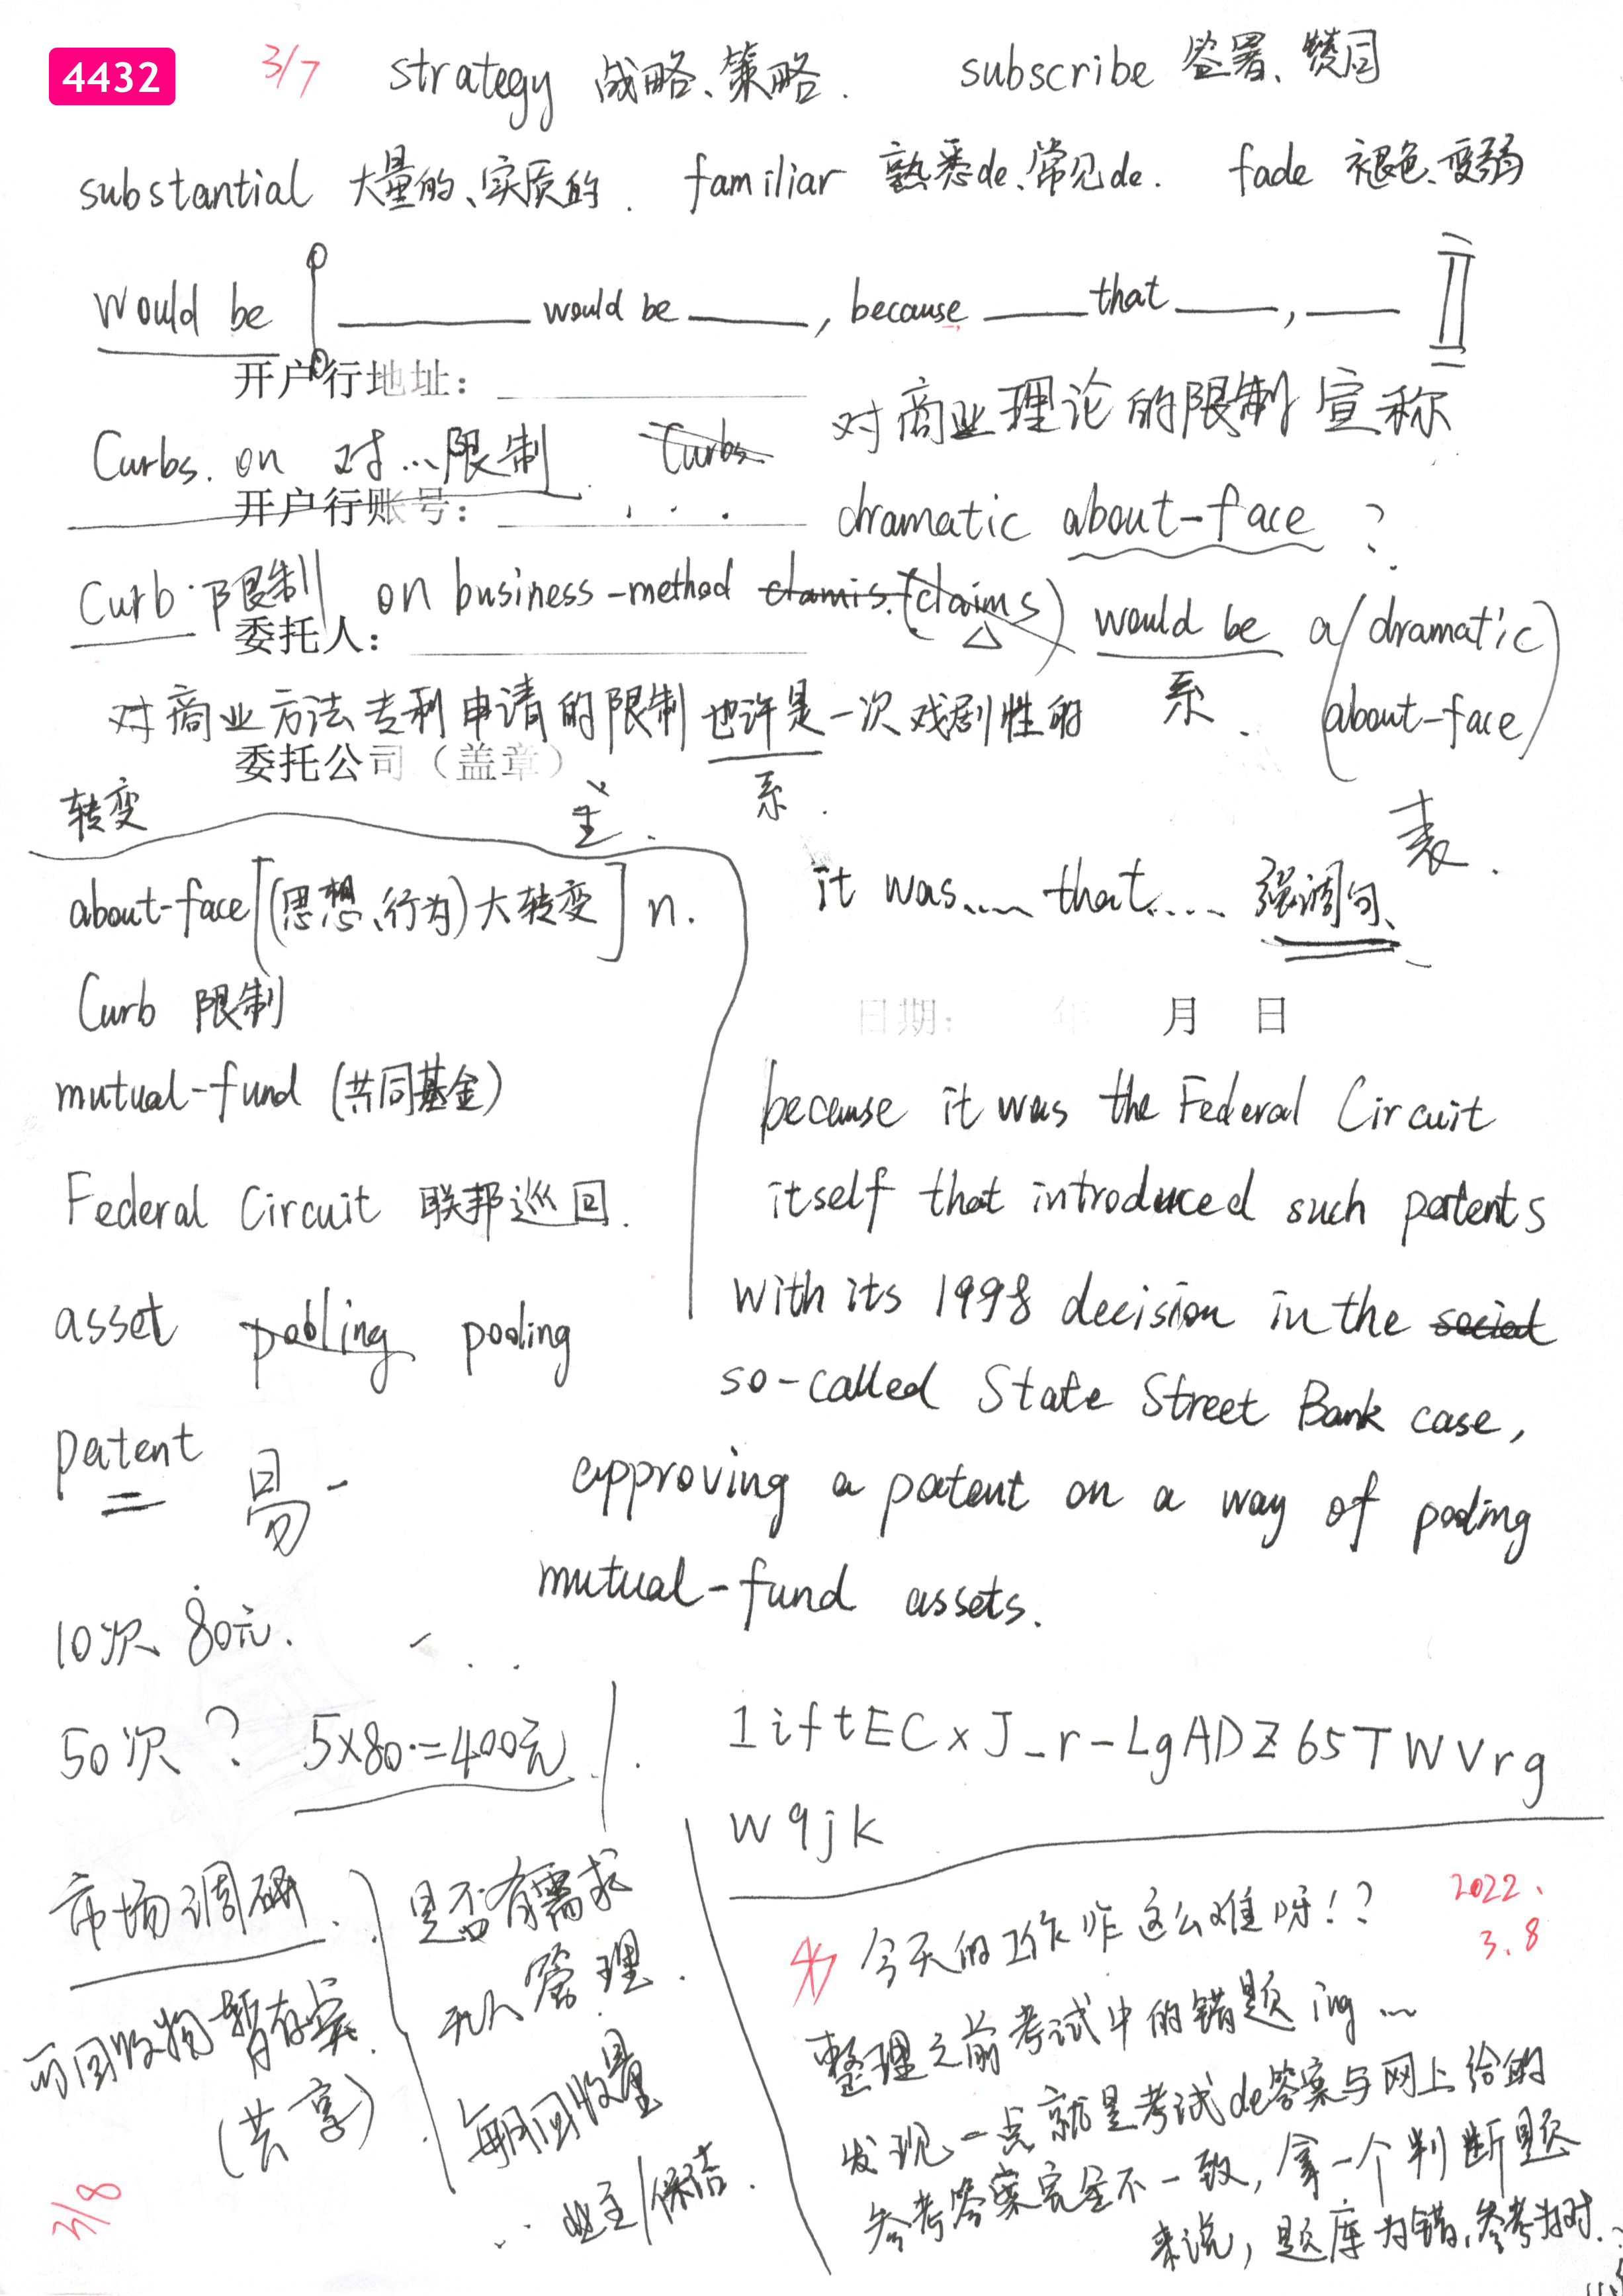 4432
3/7 strategy 战略、策略. subscribe 签署、赞同
substantial 大量的、实质的. familiar 熟悉de、常见de. fade 褪色、变弱
would be would be , because that ,
开户行地址:
对商业理论的限制宣称
Curbs. on 对…限制. Curbs
开户行账号:
dramatic about-face ?
Curb 限制 on business-method clamis. (claims) would be a (dramatic
委托人:
about-face)
对商业方法专利申请的限制也许是一次戏剧性的 系.
委托公司(盖章)
转变 主. 系. 表.
about-face[(思想、行为)大转变] n.
it was…… that…… 强调句、
Curb 限制
日期: 年 月 日
mutual-fund (共同基金)
because it was the Federal Circuit
Federal Circuit 联邦巡回.
itself that introduced such patents
with its 1998 decision in the social
asset pobling pooling
so-called State Street Bank case,
patent
approving a patent on a way of pooling
mutual-fund assets.
10次 80元.
50次 ? 5×80=400元
1iftECxJ_r-LgADZ65TWVrg
w9jk
市场调研.
可回收物暂存点.
(共享)
是否有需求
无人管理.
每月回收量
业主/保洁.
3/8
2022.
3.8
今天的工作咋这么难呀!?
整理之前考试中的错题ing…
发现一点就是考试de答案与网上给的
参考答案完全不一致,拿一个判断题
来说,题库为错,参考为对.